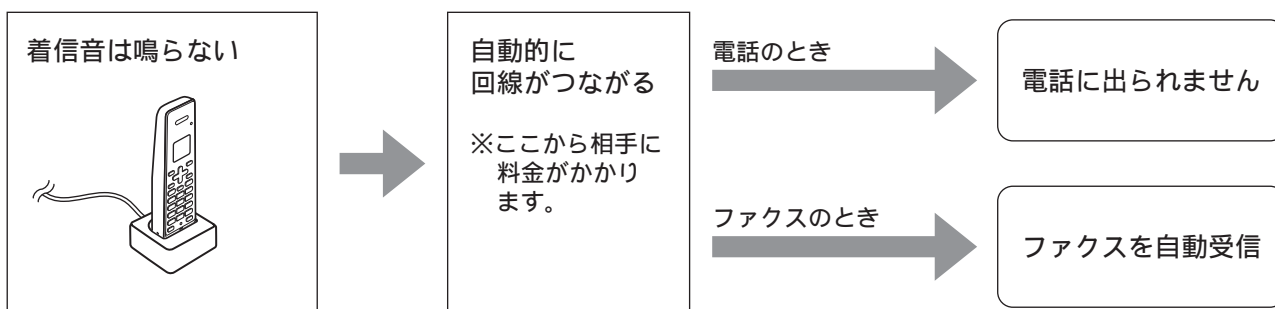 着信音は鳴らない
自動的に
回線がつながる
※ここから相手に
料金がかかり
ます。
電話のとき
電話に出られません
ファクスのとき
ファクスを自動受信